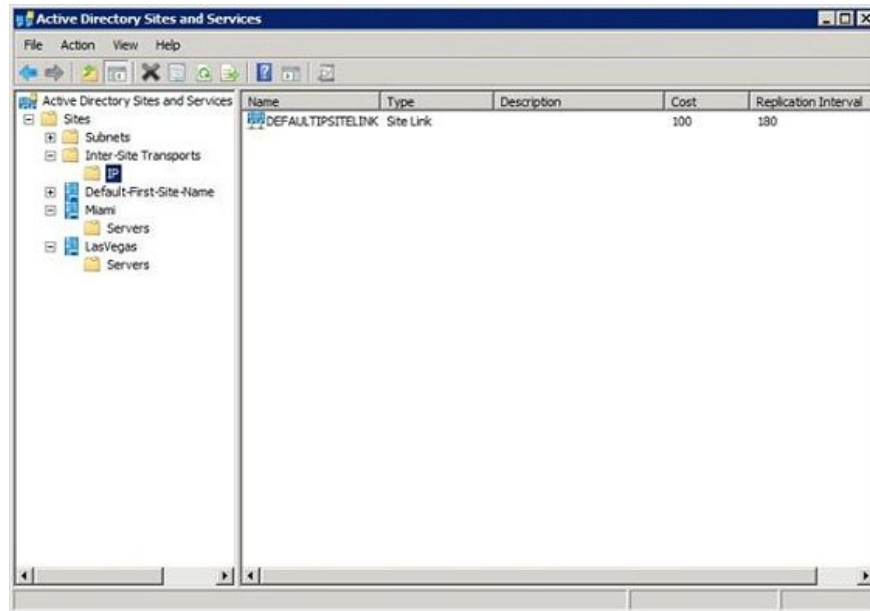 Active Directory Sites and Services
File Action View Help
Active Directory Sites and Services
Sites
Subnets
Inter-Site Transports
IP
Default-First-Site-Name
Miami
Servers
LasVegas
Servers
Name Type Description Cost Replication Interval
DEFAULTIPSITELINK Site Link 100 180